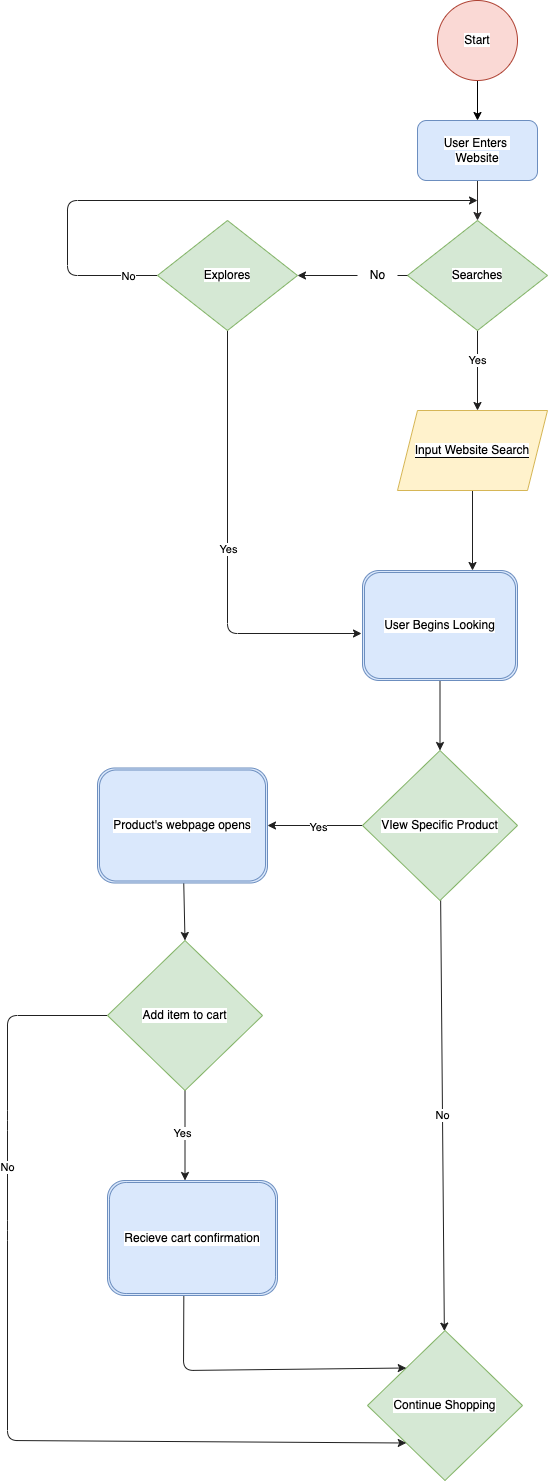 Start
User Enters
Website
Explores
Searches
No
No
Yes
Input Website Search
Yes
User Begins Looking
Product's webpage opens
Yes
VIew Specific Product
Add item to cart
No
Yes
No
Recieve cart confirmation
Continue Shopping